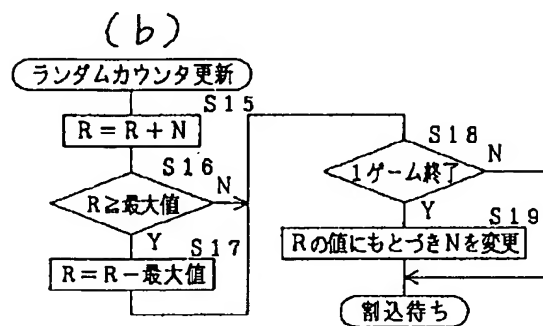 (b)
ランダムカウンタ更新
S15
R=R+N
S16
R≧最大値
N
Y
S17
R=R-最大値
S18
1ゲーム終了
N
Y
S19
Rの値にもとづきNを変更
割込待ち